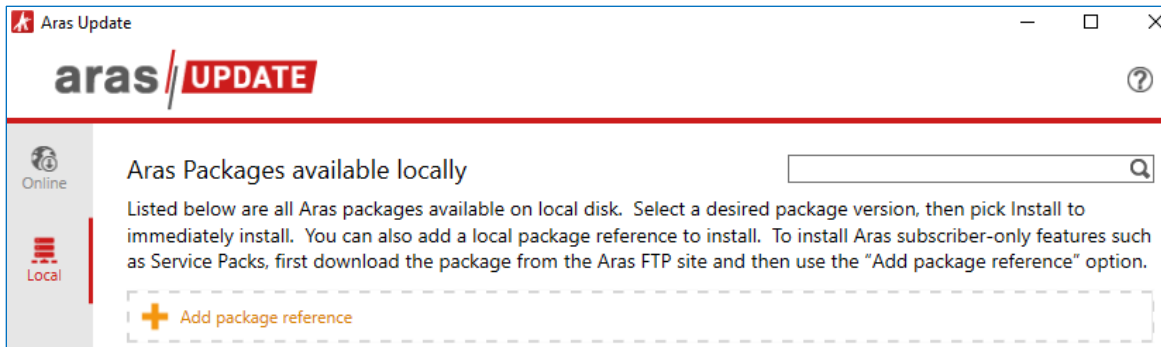 Aras Update
aras UPDATE
Online
Aras Packages available locally
Listed below are all Aras packages available on local disk.  Select a desired package version, then pick Install to
immediately install.  You can also add a local package reference to install.  To install Aras subscriber-only features such
as Service Packs, first download the package from the Aras FTP site and then use the “Add package reference” option.
Local
Add package reference